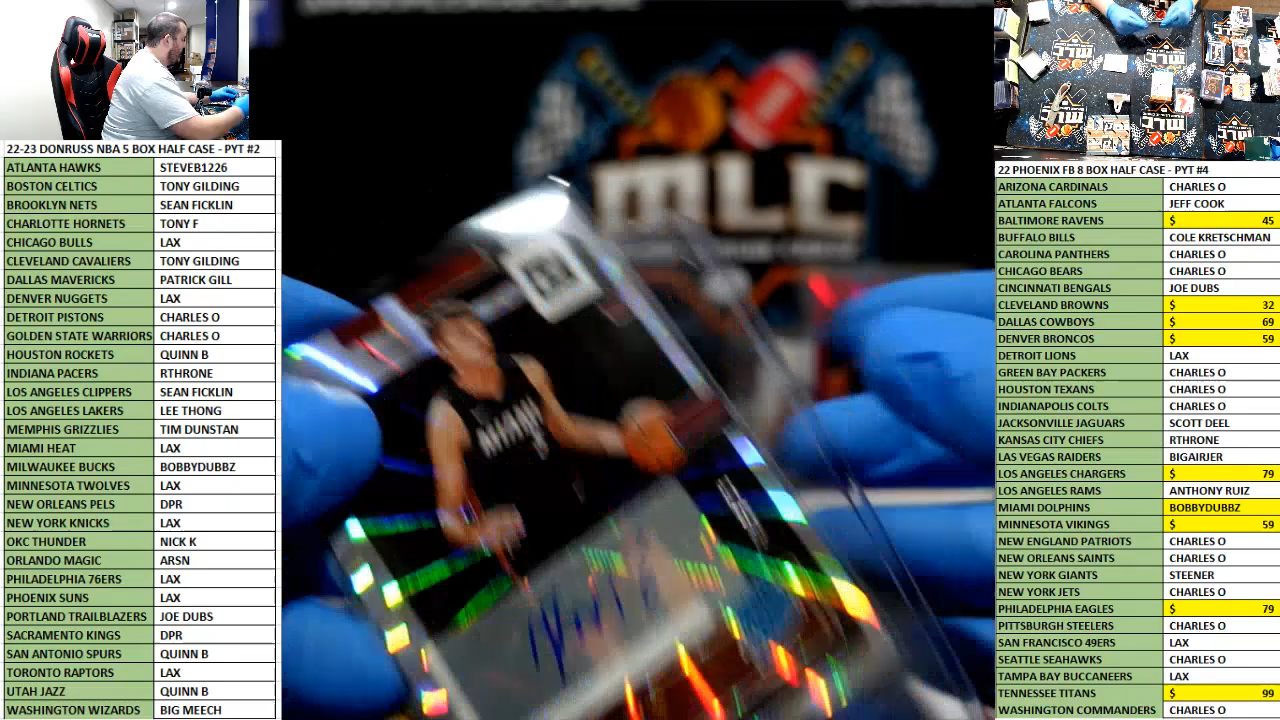 MLC
22-23 DONRUSS NBA 5 BOX HALF CASE - PYT #2
ATLANTA HAWKS STEVEB1226
BOSTON CELTICS TONY GILDING
BROOKLYN NETS SEAN FICKLIN
CHARLOTTE HORNETS TONY F
CHICAGO BULLS LAX
CLEVELAND CAVALIERS TONY GILDING
DALLAS MAVERICKS PATRICK GILL
DENVER NUGGETS LAX
DETROIT PISTONS CHARLES O
GOLDEN STATE WARRIORS CHARLES O
HOUSTON ROCKETS QUINN B
INDIANA PACERS RTHRONE
LOS ANGELES CLIPPERS SEAN FICKLIN
LOS ANGELES LAKERS LEE THONG
MEMPHIS GRIZZLIES TIM DUNSTAN
MIAMI HEAT LAX
MILWAUKEE BUCKS BOBBYDUBBZ
MINNESOTA TWOLVES LAX
NEW ORLEANS PELS DPR
NEW YORK KNICKS LAX
OKC THUNDER NICK K
ORLANDO MAGIC ARSN
PHILADELPHIA 76ERS LAX
PHOENIX SUNS LAX
PORTLAND TRAILBLAZERS JOE DUBS
SACRAMENTO KINGS DPR
SAN ANTONIO SPURS QUINN B
TORONTO RAPTORS LAX
UTAH JAZZ QUINN B
WASHINGTON WIZARDS BIG MEECH
22 PHOENIX FB 8 BOX HALF CASE - PYT #4
ARIZONA CARDINALS CHARLES O
ATLANTA FALCONS JEFF COOK
BALTIMORE RAVENS $ 45
BUFFALO BILLS COLE KRETSCHMAN
CAROLINA PANTHERS CHARLES O
CHICAGO BEARS CHARLES O
CINCINNATI BENGALS JOE DUBS
CLEVELAND BROWNS $ 32
DALLAS COWBOYS $ 69
DENVER BRONCOS $ 59
DETROIT LIONS LAX
GREEN BAY PACKERS CHARLES O
HOUSTON TEXANS CHARLES O
INDIANAPOLIS COLTS CHARLES O
JACKSONVILLE JAGUARS SCOTT DEEL
KANSAS CITY CHIEFS RTHRONE
LAS VEGAS RAIDERS BIGAIRJER
LOS ANGELES CHARGERS $ 79
LOS ANGELES RAMS ANTHONY RUIZ
MIAMI DOLPHINS BOBBYDUBBZ
MINNESOTA VIKINGS $ 59
NEW ENGLAND PATRIOTS CHARLES O
NEW ORLEANS SAINTS CHARLES O
NEW YORK GIANTS STEENER
NEW YORK JETS CHARLES O
PHILADELPHIA EAGLES $ 79
PITTSBURGH STEELERS CHARLES O
SAN FRANCISCO 49ERS LAX
SEATTLE SEAHAWKS CHARLES O
TAMPA BAY BUCCANEERS LAX
TENNESSEE TITANS $ 99
WASHINGTON COMMANDERS CHARLES O